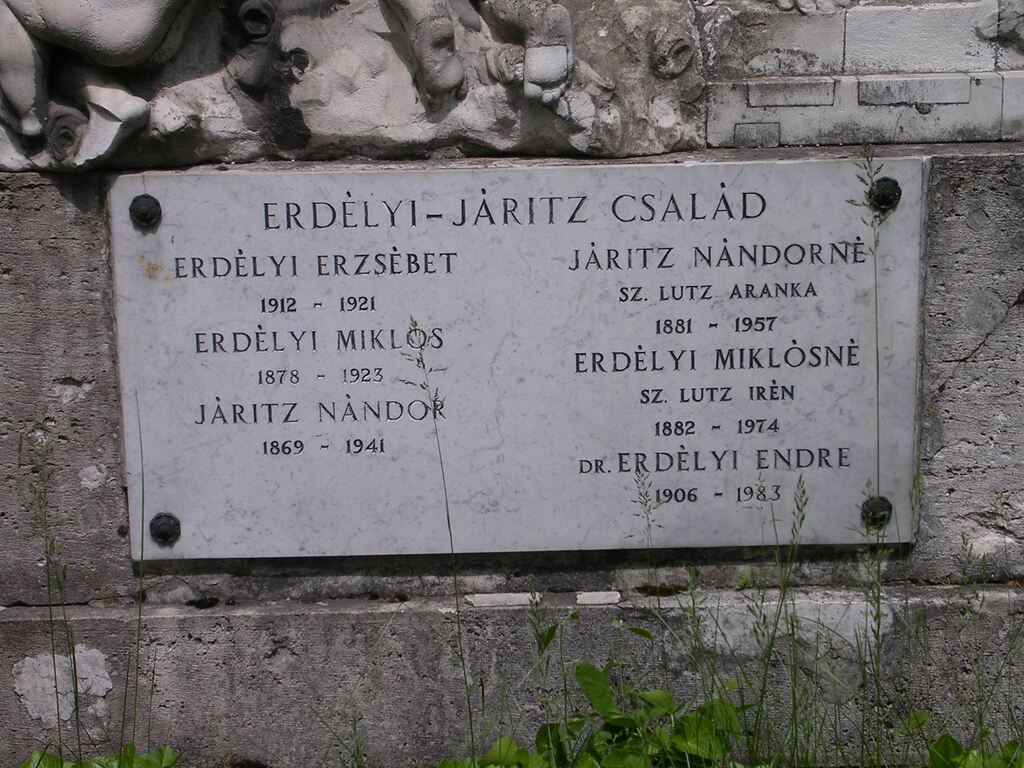 ERDÉLYI-JÁRITZ CSALÁD
ERDÉLYI ERZSÉBET
1912 - 1921
ERDÉLYI MIKLOS
1878 - 1923
JÁRITZ NÁNDOR
1869 - 1941
JÁRITZ NÁNDORNÉ
SZ. LUTZ ARANKA
1881 - 1957
ERDÉLYI MIKLÓSNÉ
SZ. LUTZ IRÉN
1882 - 1974
DR. ERDÉLYI ENDRE
1906 - 1983